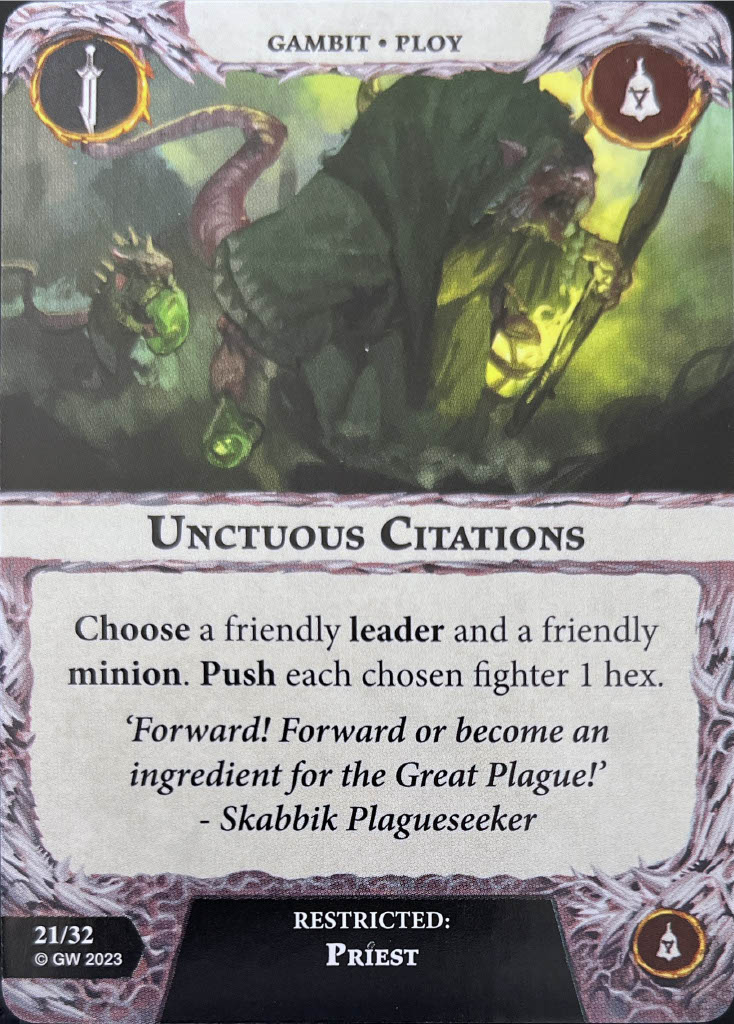 GAMBIT • PLOY
UNCTUOUS CITATIONS
Choose a friendly leader and a friendly
minion. Push each chosen fighter 1 hex.
‘Forward! Forward or become an
ingredient for the Great Plague!’
- Skabbik Plagueseeker
21/32
© GW 2023
RESTRICTED:
PRIEST